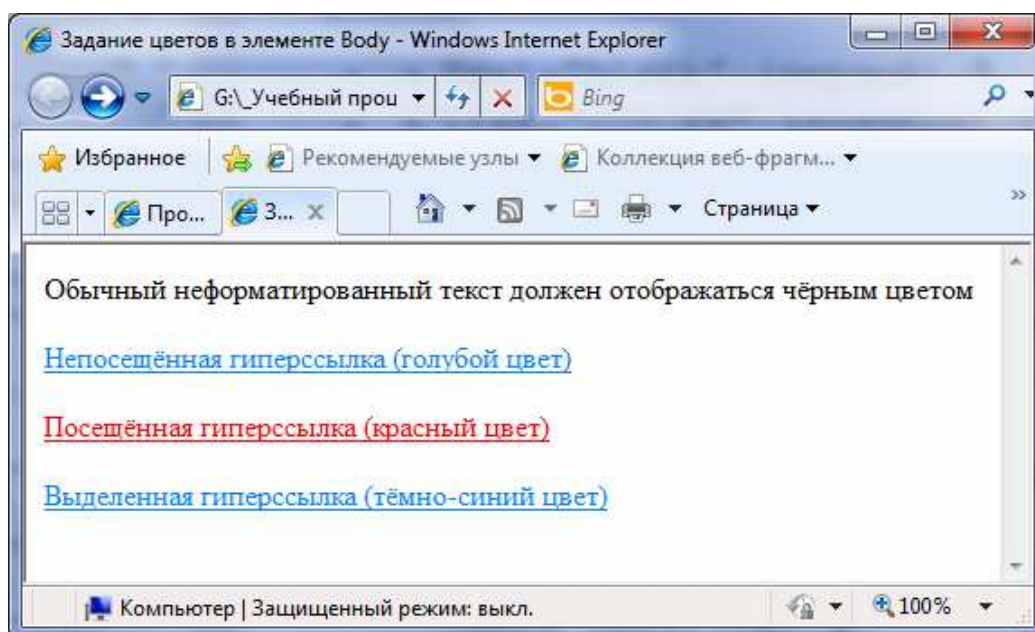 Задание цветов в элементе Body - Windows Internet Explorer
G:\_Учебный проц
Bing
Избранное
Рекомендуемые узлы
Коллекция веб-фрагм...
Про...
З...
Страница
Обычный неформатированный текст должен отображаться чёрным цветом
Непосещённая гиперссылка (голубой цвет)
Посещённая гиперссылка (красный цвет)
Выделенная гиперссылка (тёмно-синий цвет)
Компьютер | Защищенный режим: выкл.
100%